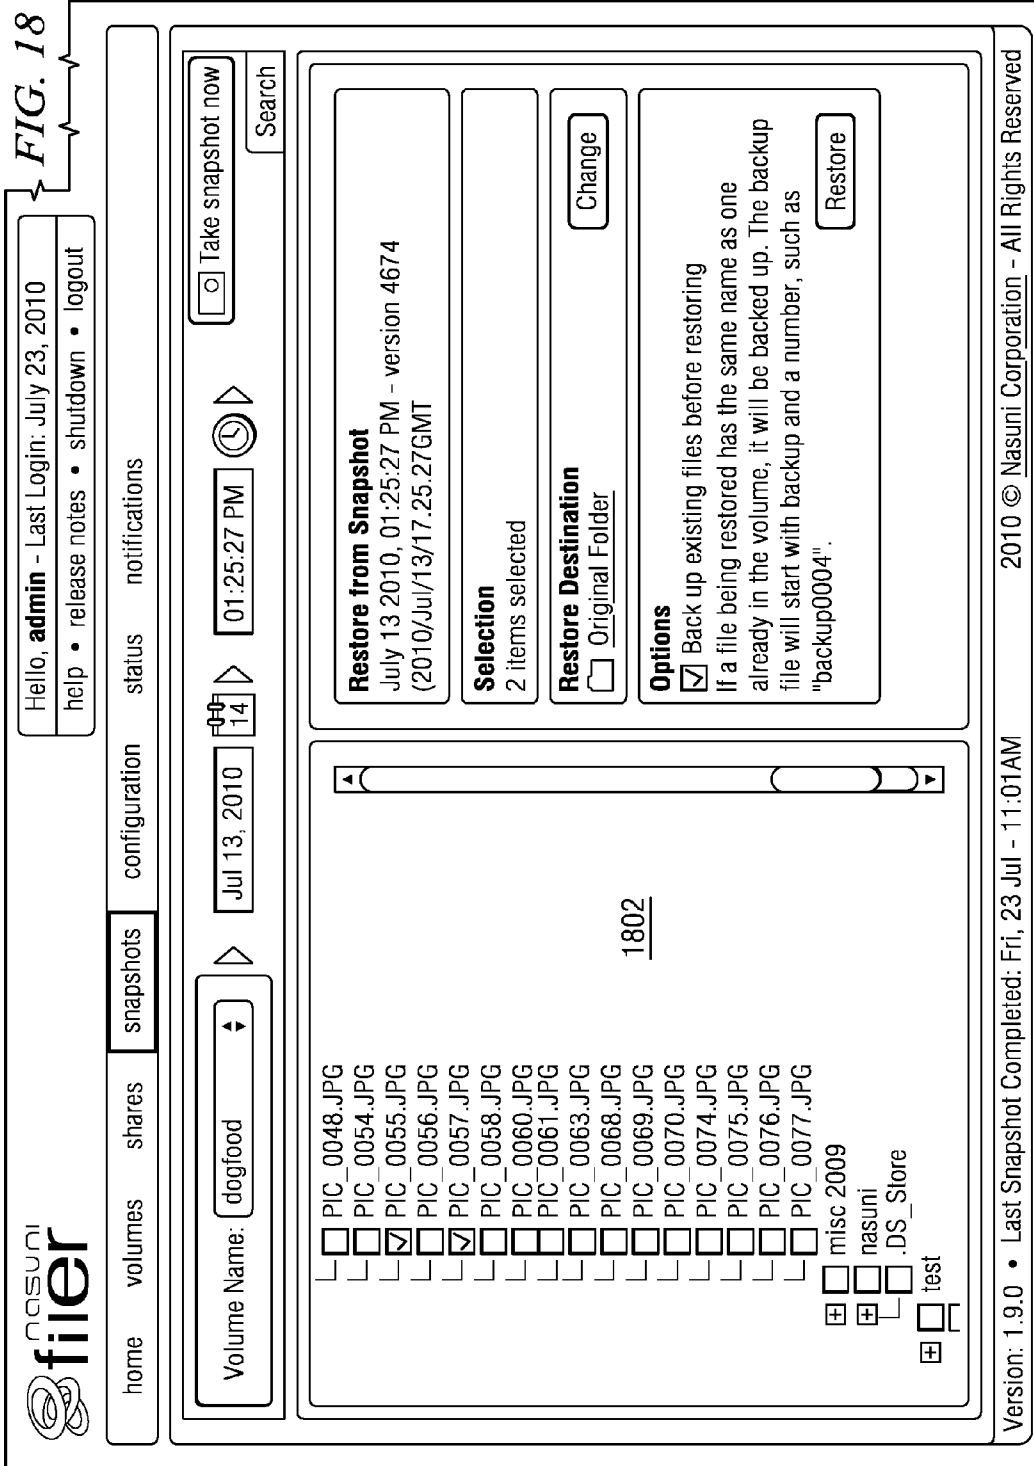 FIG. 18
nasuni
filer
Hello, admin - Last Login: July 23, 2010
help • release notes • shutdown • logout
home volumes shares snapshots configuration status notifications
Volume Name: dogfood Jul 13, 2010 14 01:25:27 PM Take snapshot now
Search
PIC_0048.JPG
PIC_0054.JPG
PIC_0055.JPG
PIC_0056.JPG
PIC_0057.JPG
PIC_0058.JPG
PIC_0060.JPG
PIC_0061.JPG
PIC_0063.JPG
PIC_0068.JPG
PIC_0069.JPG
PIC_0070.JPG
PIC_0074.JPG
PIC_0075.JPG
PIC_0076.JPG
PIC_0077.JPG
misc 2009
nasuni
.DS_Store
test
1802
Restore from Snapshot
July 13 2010, 01:25:27 PM - version 4674
(2010/Jul/13/17.25.27GMT
Selection
2 items selected
Restore Destination
Original Folder
Change
Options
Back up existing files before restoring
If a file being restored has the same name as one
already in the volume, it will be backed up. The backup
file will start with backup and a number, such as
"backup0004".
Restore
Version: 1.9.0 • Last Snapshot Completed: Fri, 23 Jul - 11:01AM
2010 © Nasuni Corporation - All Rights Reserved